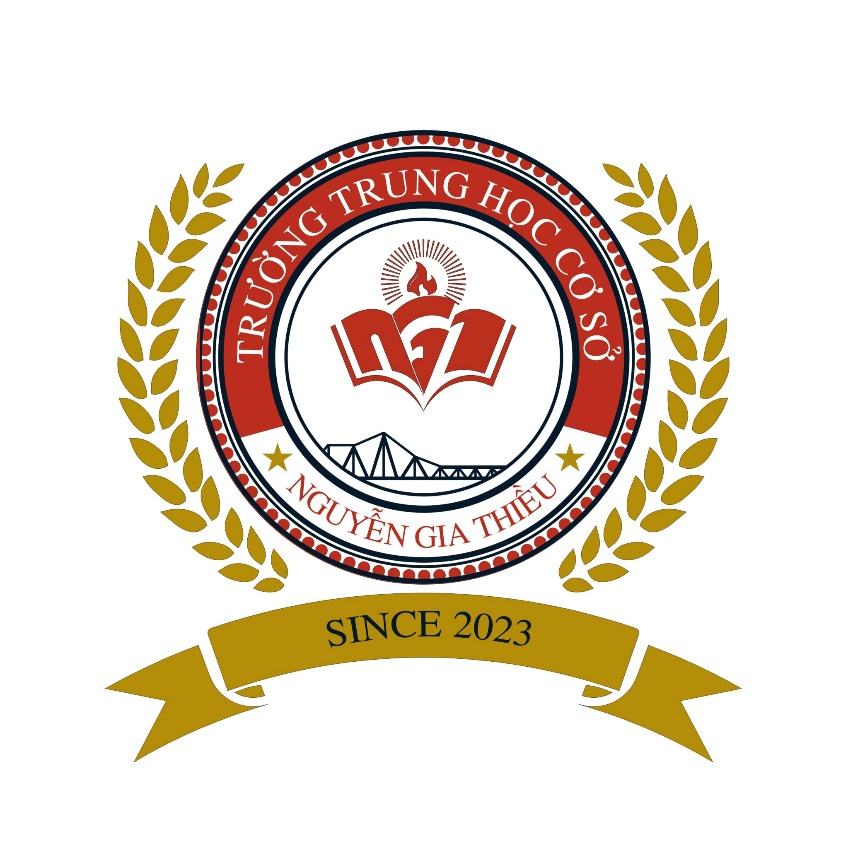 TRƯỜNG TRUNG HỌC CƠ SỞ
NGUYỄN GIA THIỀU
SINCE 2023